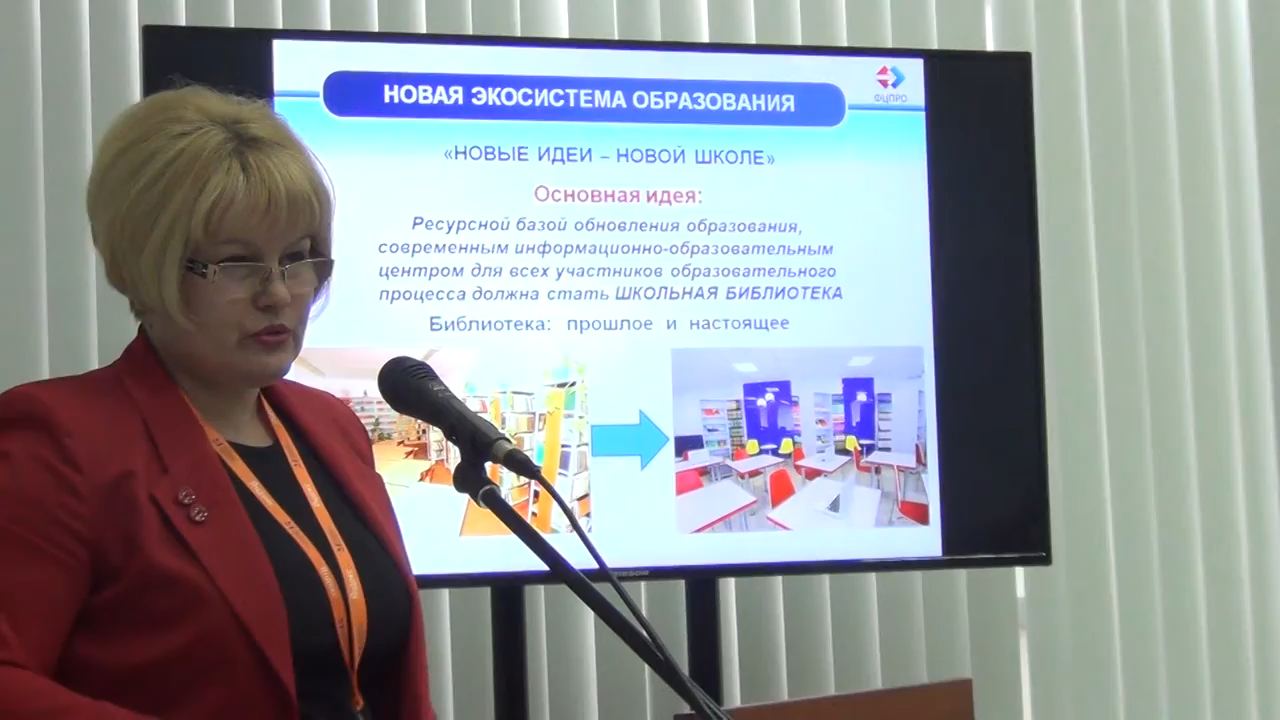 НОВАЯ ЭКОСИСТЕМА ОБРАЗОВАНИЯ
ФЦПРО
«НОВЫЕ ИДЕИ – НОВОЙ ШКОЛЕ»
Основная идея:
Ресурсной базой обновления образования,
современным информационно-образовательным
центром для всех участников образовательного
процесса должна стать ШКОЛЬНАЯ БИБЛИОТЕКА
Библиотека: прошлое и настоящее